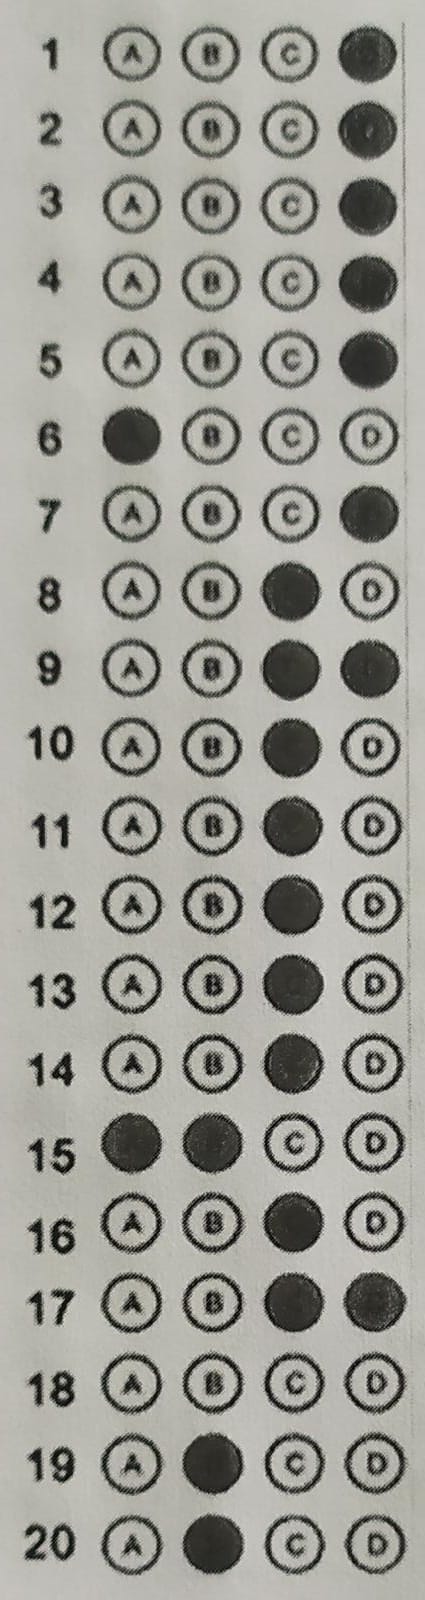 1 A B C
2 A B C
3 A B C
4 A B C
5 A B C
6 B C D
7 A B C
8 A B D
9 A B
10 A B D
11 A B D
12 A B D
13 A B D
14 A B D
15 C D
16 A B D
17 A B
18 A B C D
19 A C D
20 A C D